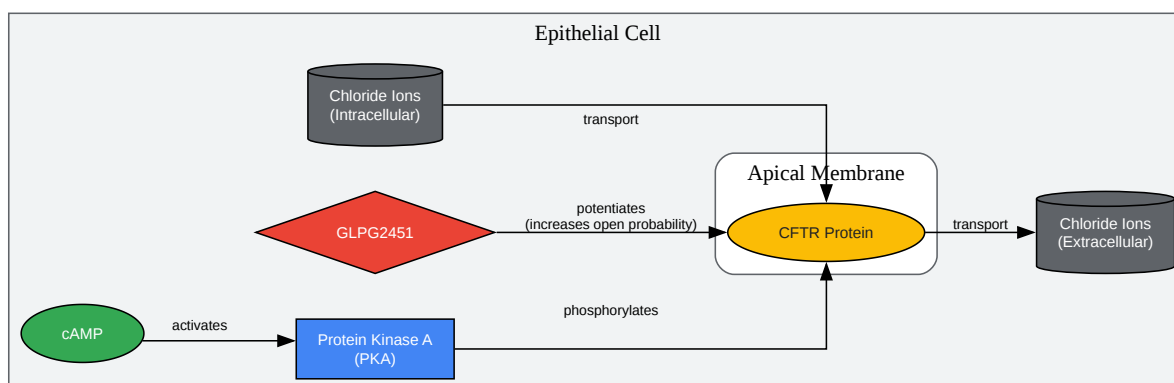 Epithelial Cell
Chloride Ions
(Intracellular)
transport
Apical Membrane
GLPG2451
potentiates
(increases open probability)
CFTR Protein
transport
Chloride Ions
(Extracellular)
cAMP
activates
Protein Kinase A
(PKA)
phosphorylates